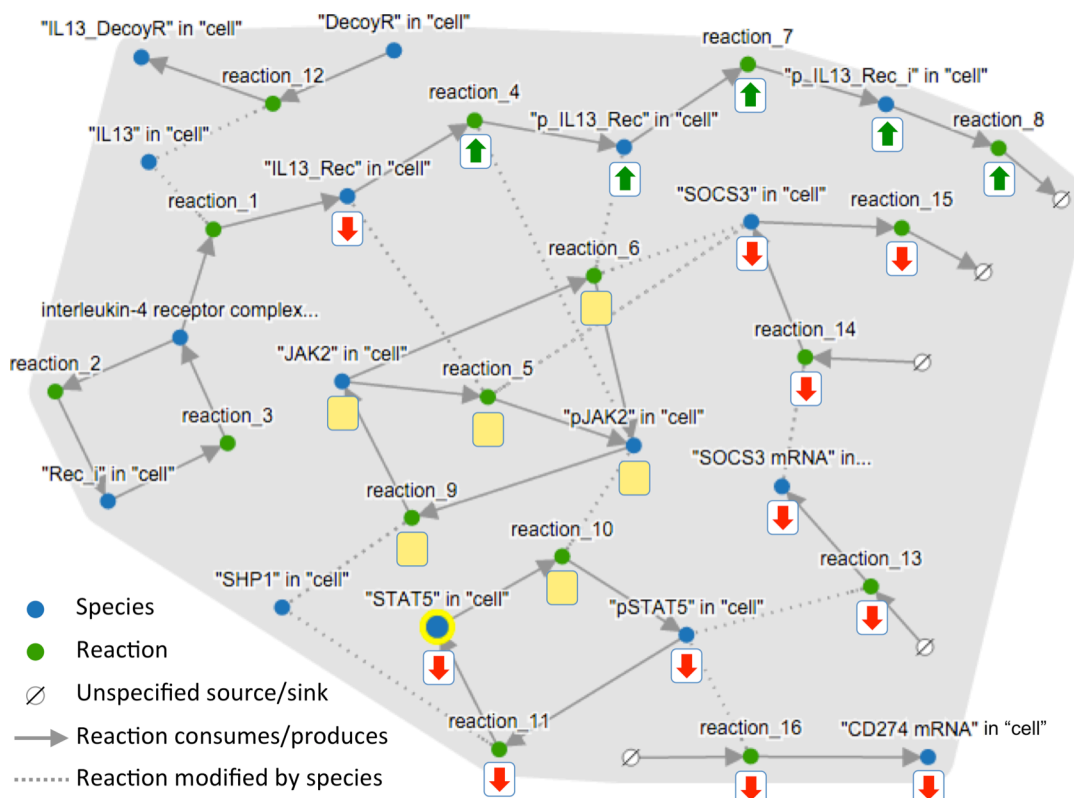 "IL13_DecoyR" in "cell"
"DecoyR" in "cell"
reaction_12
reaction_7
"p_IL13_Rec_i" in "cell"
reaction_4
"p_IL13_Rec" in "cell"
reaction_8
"IL13" in "cell"
"IL13_Rec" in "cell"
"SOCS3" in "cell"
reaction_15
reaction_1
reaction_6
interleukin-4 receptor complex...
reaction_14
reaction_2
"JAK2" in "cell"
reaction_5
reaction_3
"pJAK2" in "cell"
"SOCS3 mRNA" in...
"Rec_i" in "cell"
reaction_9
reaction_10
reaction_13
"SHP1" in "cell"
"STAT5" in "cell"
"pSTAT5" in "cell"
reaction_11
reaction_16
"CD274 mRNA" in "cell"
Species
Reaction
Unspecified source/sink
Reaction consumes/produces
Reaction modified by species